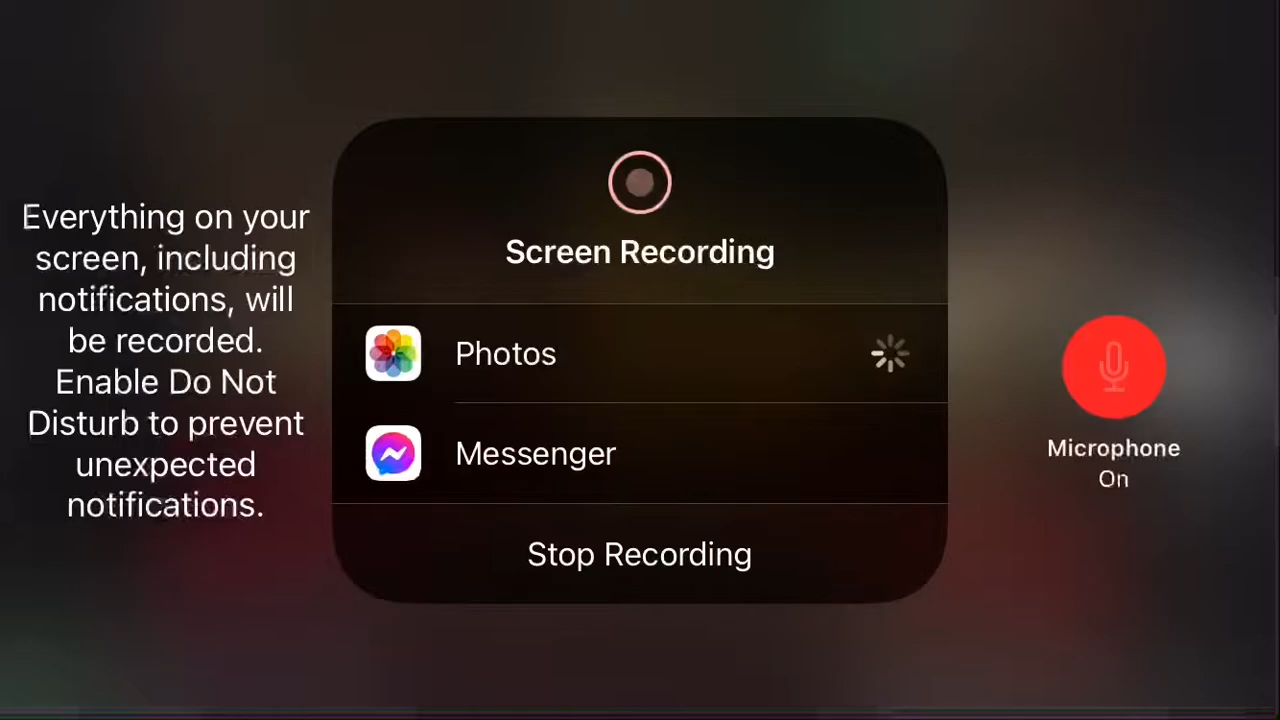 Everything on your
screen, including
notifications, will
be recorded.
Enable Do Not
Disturb to prevent
unexpected
notifications.
Screen Recording
Photos
Messenger
Stop Recording
Microphone
On